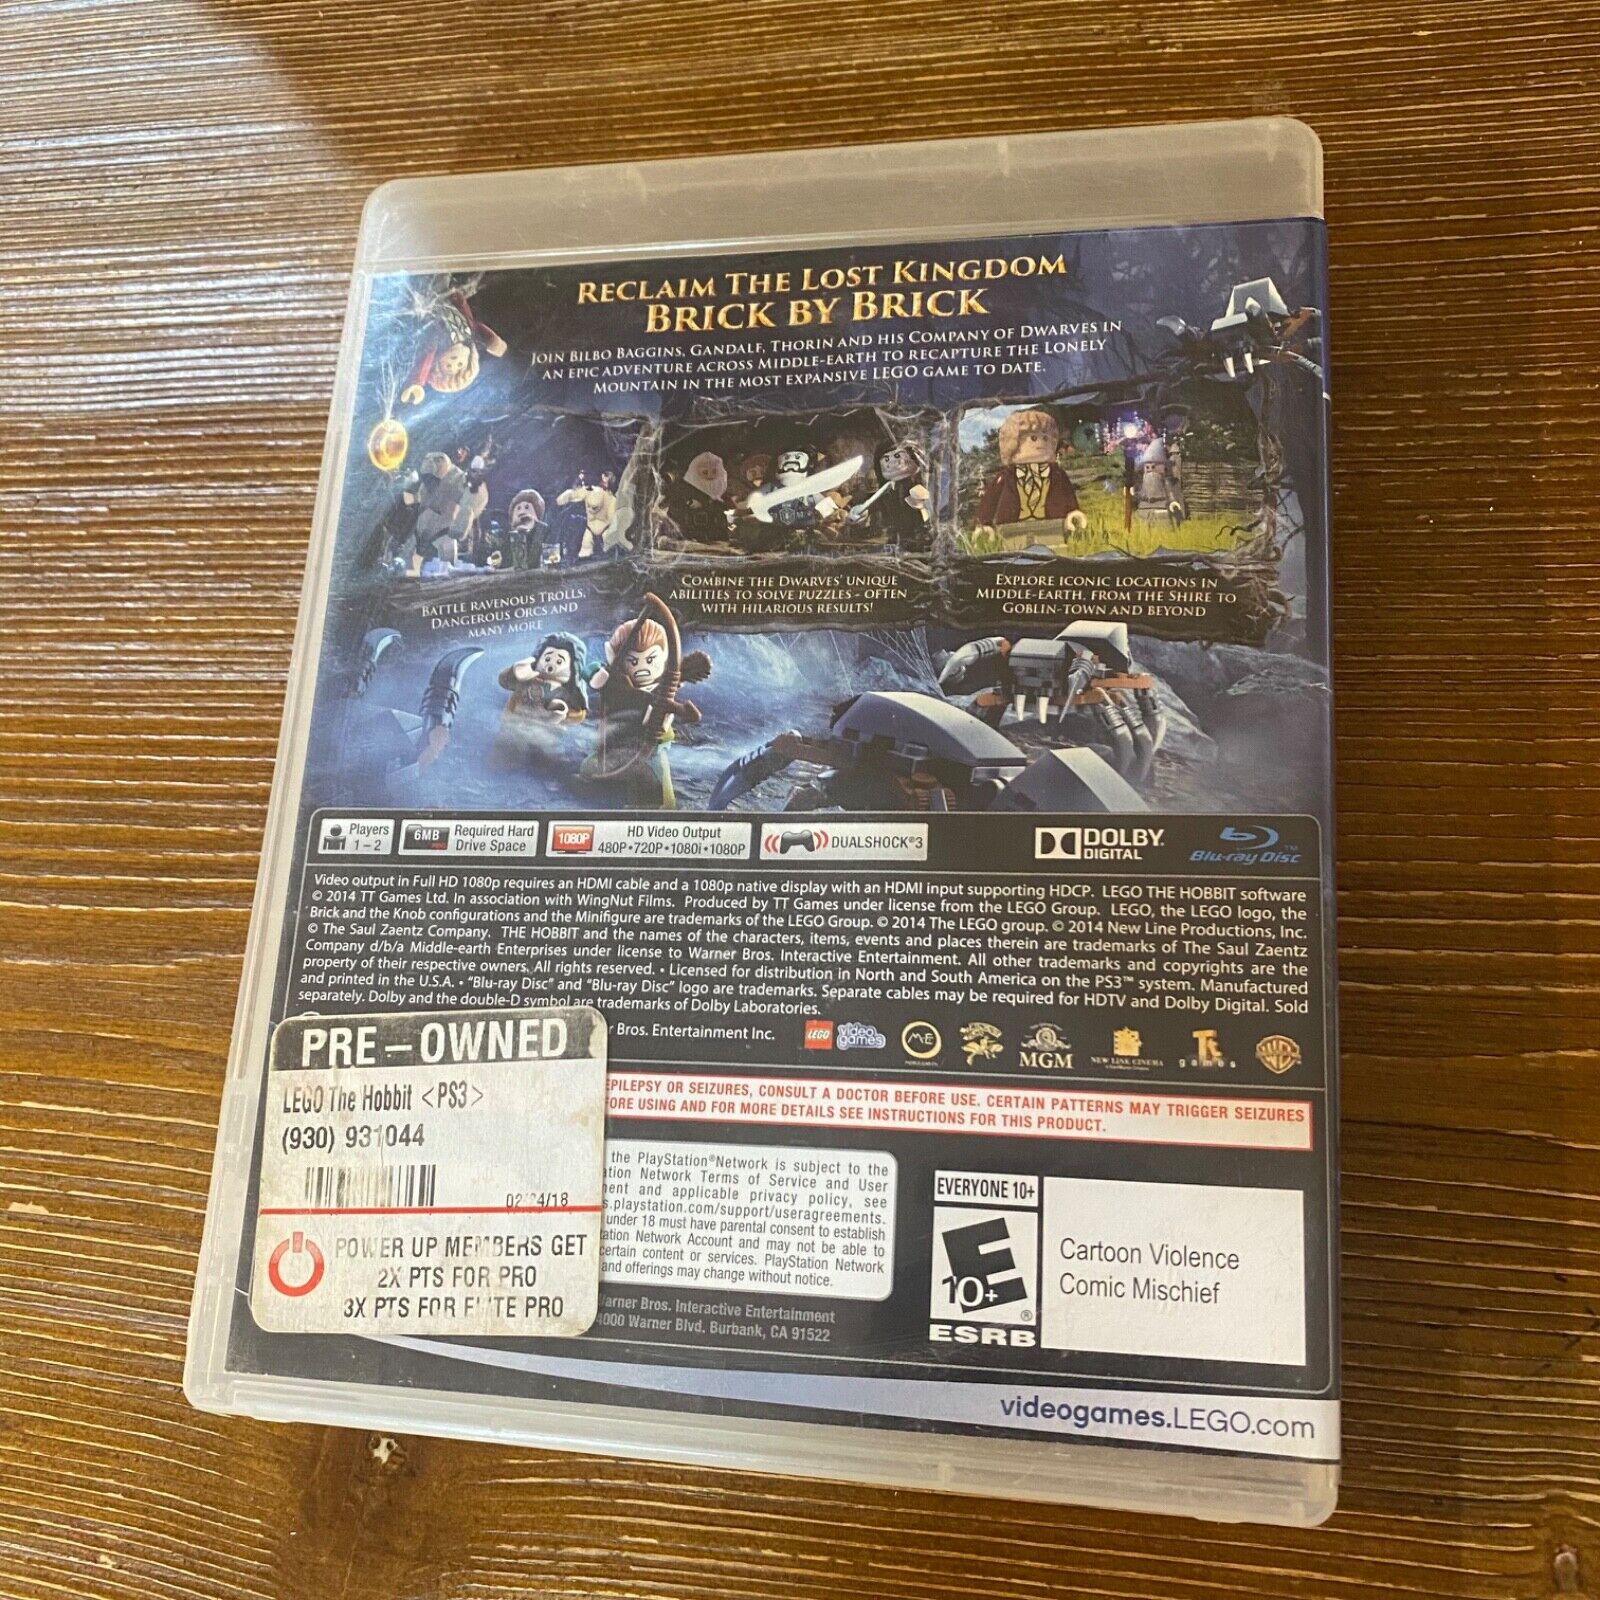 RECLAIM THE LOST KINGDOM
BRICK BY BRICK
JOIN BILBO BAGGINS, GANDALF, THORIN AND HIS COMPANY OF DWARVES IN
AN EPIC ADVENTURE ACROSS MIDDLE-EARTH TO RECAPTURE THE LONELY
MOUNTAIN IN THE MOST EXPANSIVE LEGO GAME TO DATE.
BATTLE RAVENOUS TROLLS,
DANGEROUS ORCS AND
MANY MORE
COMBINE THE DWARVES' UNIQUE
ABILITIES TO SOLVE PUZZLES - OFTEN
WITH HILARIOUS RESULTS!
EXPLORE ICONIC LOCATIONS IN
MIDDLE-EARTH, FROM THE SHIRE TO
GOBLIN-TOWN AND BEYOND
Players
1-2
6MB
Required Hard
Drive Space
1080P
HD Video Output
480P•720P•1080i•1080P
DUALSHOCK®3
DOLBY.
DIGITAL
Blu-ray Disc™
Video output in Full HD 1080p requires an HDMI cable and a 1080p native display with an HDMI input supporting HDCP. LEGO THE HOBBIT software
© 2014 TT Games Ltd. In association with WingNut Films. Produced by TT Games under license from the LEGO Group. LEGO, the LEGO logo, the
Brick and the Knob configurations and the Minifigure are trademarks of the LEGO Group. © 2014 The LEGO group. © 2014 New Line Productions, Inc.
© The Saul Zaentz Company. THE HOBBIT and the names of the characters, items, events and places therein are trademarks of The Saul Zaentz
Company d/b/a Middle-earth Enterprises under license to Warner Bros. Interactive Entertainment. All other trademarks and copyrights are the
property of their respective owners. All rights reserved. • Licensed for distribution in North and South America on the PS3™ system. Manufactured
and printed in the U.S.A. • "Blu-ray Disc" and "Blu-ray Disc" logo are trademarks. Separate cables may be required for HDTV and Dolby Digital. Sold
separately. Dolby and the double-D symbol are trademarks of Dolby Laboratories.
r Bros. Entertainment Inc.
LEGO
video
games
MGM
NEW LINE CINEMA
games
WB
PRE-OWNED
LEGO The Hobbit <PS3>
(930) 931044
POWER UP MEMBERS GET
2X PTS FOR PRO
3X PTS FOR ELITE PRO
EPILEPSY OR SEIZURES, CONSULT A DOCTOR BEFORE USE. CERTAIN PATTERNS MAY TRIGGER SEIZURES
ORE USING AND FOR MORE DETAILS SEE INSTRUCTIONS FOR THIS PRODUCT.
the PlayStation®Network is subject to the
ation Network Terms of Service and User
ent and applicable privacy policy, see
s.playstation.com/support/useragreements.
under 18 must have parental consent to establish
ation Network Account and may not be able to
certain content or services. PlayStation Network
and offerings may change without notice.
Warner Bros. Interactive Entertainment
4000 Warner Blvd. Burbank, CA 91522
EVERYONE 10+
E
10+
®
ESRB
Cartoon Violence
Comic Mischief
videogames.LEGO.com